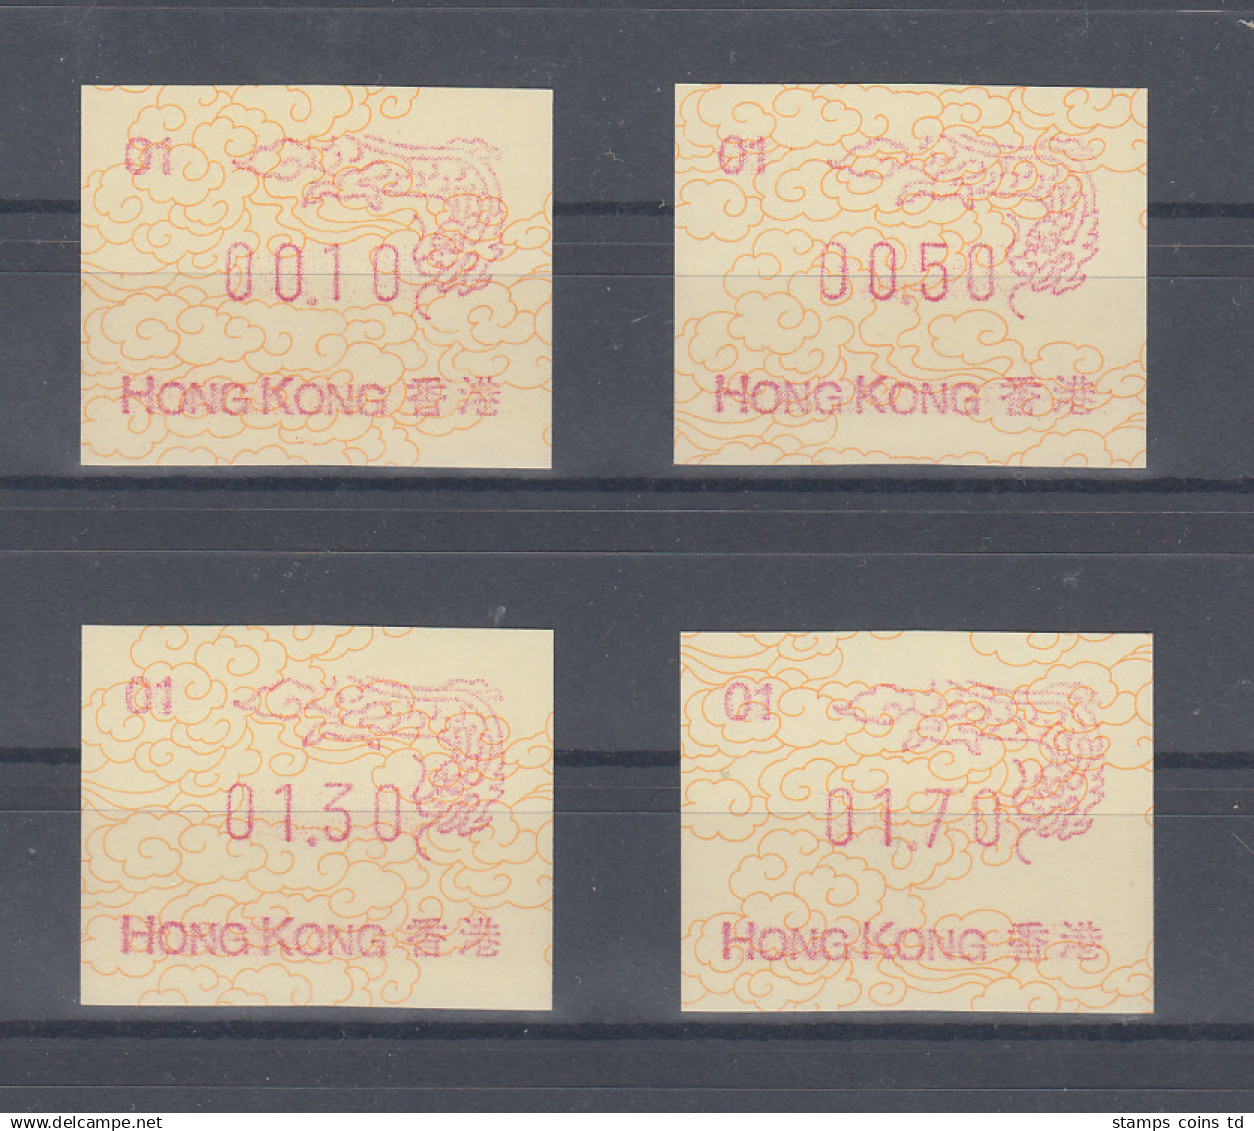 01
00.10
HONG KONG 香港
01
00.50
HONG KONG 香港
01
01.30
HONG KONG 香港
01
01.70
HONG KONG 香港
www.delcampe.net
stamps coins td